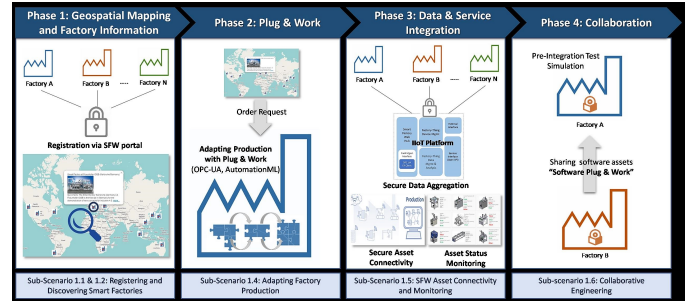 Phase 1: Geospatial Mapping
and Factory Information
Factory A
Factory B
....
Factory N
Registration via SFW portal
Sub-Scenario 1.1 & 1.2: Registering and
Discovering Smart Factories
Phase 2: Plug & Work
Order Request
Adapting Production
with Plug & Work
(OPC-UA, AutomationML)
Sub-Scenario 1.4: Adapting Factory
Production
Phase 3: Data & Service
Integration
Factory A
Factory B
....
Factory N
IIoT Platform
Secure Data Aggregation
Production
Secure Asset
Connectivity
Asset Status
Monitoring
Sub-Scenario 1.5: SFW Asset Connectivity
and Monitoring
Phase 4: Collaboration
Pre-Integration Test
Simulation
Factory A
Sharing software assets
“Software Plug & Work”
Factory B
Sub-scenario 1.6: Collaborative
Engineering